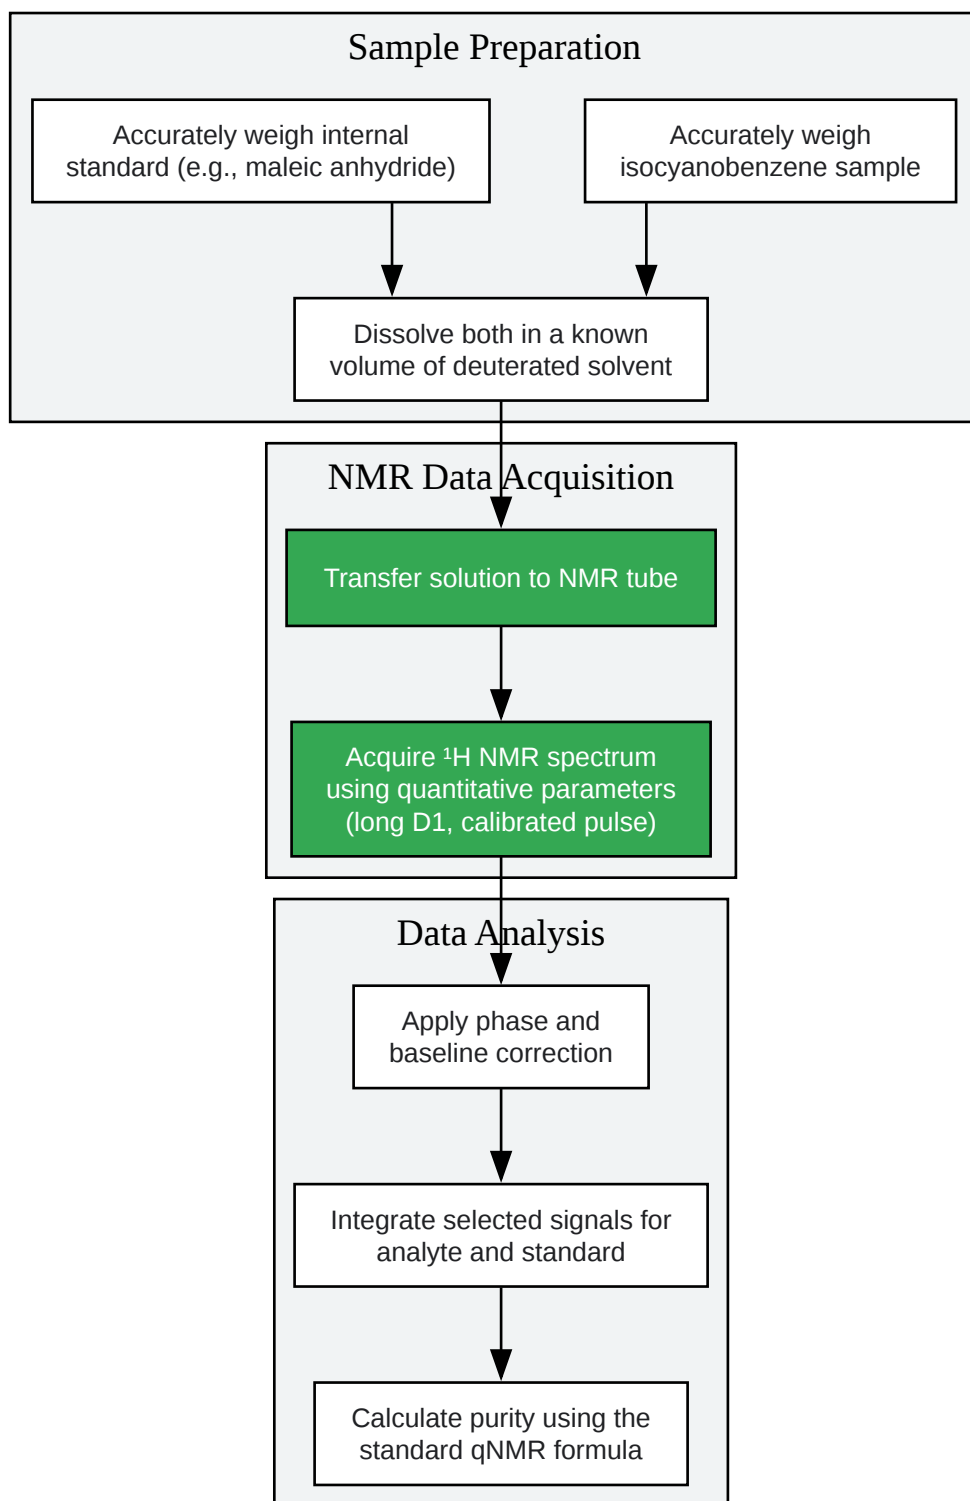 Sample Preparation
Accurately weigh internal
standard (e.g., maleic anhydride)
Accurately weigh
isocyanobenzene sample
Dissolve both in a known
volume of deuterated solvent
NMR Data Acquisition
Transfer solution to NMR tube
Acquire ¹H NMR spectrum
using quantitative parameters
(long D1, calibrated pulse)
Data Analysis
Apply phase and
baseline correction
Integrate selected signals for
analyte and standard
Calculate purity using the
standard qNMR formula